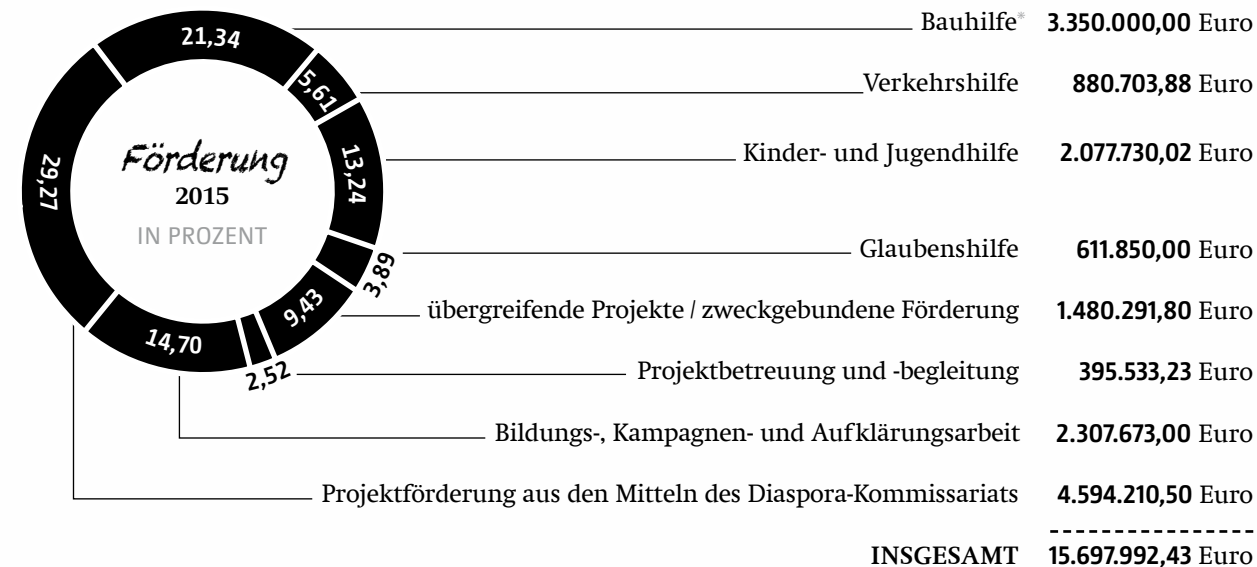 21,34
5,61
13,24
3,89
9,43
2,52
14,70
29,27
Förderung
2015
IN PROZENT
Bauhilfe* 3.350.000,00 Euro
Verkehrshilfe 880.703,88 Euro
Kinder- und Jugendhilfe 2.077.730,02 Euro
Glaubenshilfe 611.850,00 Euro
übergreifende Projekte / zweckgebundene Förderung 1.480.291,80 Euro
Projektbetreuung und -begleitung 395.533,23 Euro
Bildungs-, Kampagnen- und Aufklärungsarbeit 2.307.673,00 Euro
Projektförderung aus den Mitteln des Diaspora-Kommissariats 4.594.210,50 Euro
INSGESAMT 15.697.992,43 Euro